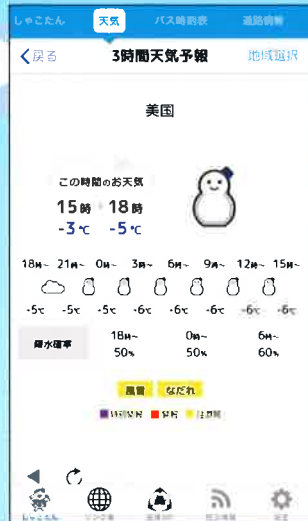 しゃこたん 天気 バス時刻表 道路情報
戻る 3時間天気予報 地域選択
美国
この時間のお天気
15時 18時
-3℃ -5℃
18時~ 21時~ 0時~ 3時~ 6時~ 9時~ 12時~ 15時~
-5℃ -5℃ -5℃ -6℃ -6℃ -6℃ -6℃ -6℃
降水確率 18時~ 0時~ 6時~
50% 50% 60%
風雪 なだれ
特別警報 警報 注意報
しゃこたん